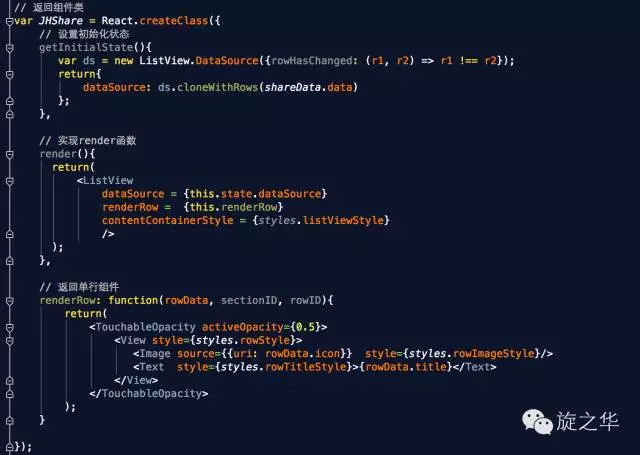 // 返回组件类
var JHShare = React.createClass({
    // 设置初始化状态
    getInitialState(){
       var ds = new ListView.DataSource({rowHasChanged: (r1, r2) => r1 !== r2});
       return{
           dataSource: ds.cloneWithRows(shareData.data)
       };
    },

    // 实现render函数
    render(){
      return(
          <ListView
              dataSource = {this.state.dataSource}
              renderRow =  {this.renderRow}
              contentContainerStyle = {styles.listViewStyle}
              />
      );
    },

    // 返回单行组件
    renderRow: function(rowData, sectionID, rowID){
        return(
            <TouchableOpacity activeOpacity={0.5}>
                <View style={styles.rowStyle}>
                   <Image source={{uri: rowData.icon}}  style={styles.rowImageStyle}/>
                   <Text  style={styles.rowTitleStyle}>{rowData.title}</Text>
                </View>
            </TouchableOpacity>
        );
    }

});
旋之华